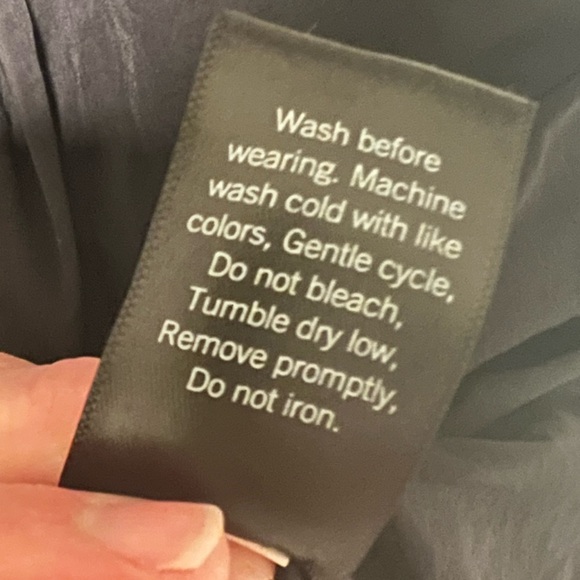 Wash before
wearing. Machine
wash cold with like
colors, Gentle cycle,
Do not bleach,
Tumble dry low,
Remove promptly,
Do not iron.